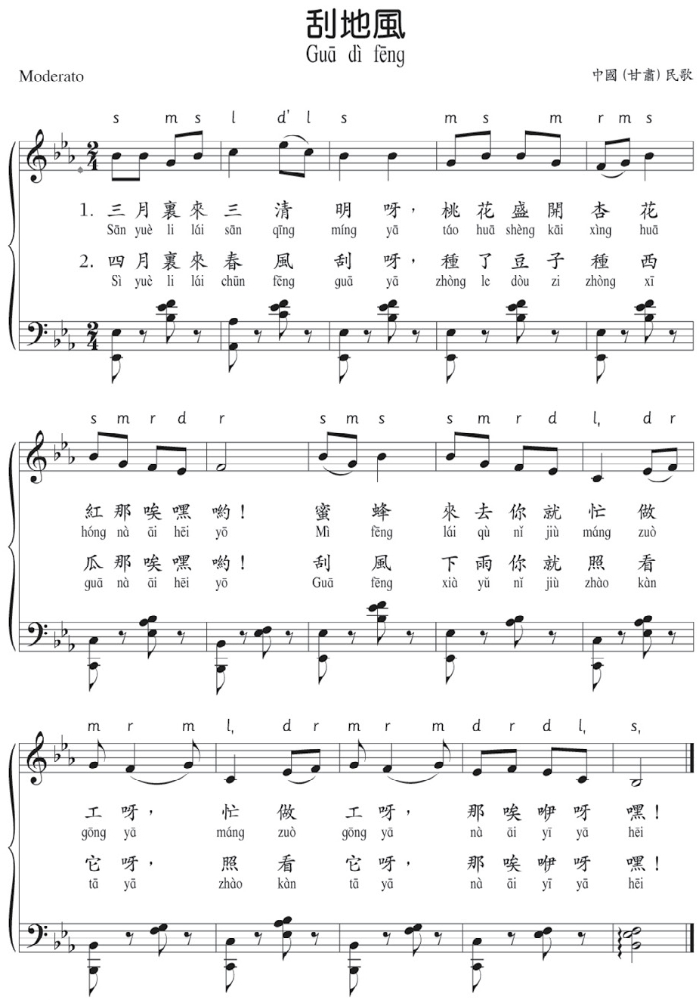 刮地風
Guā dì fēng
Moderato
中國（甘肅）民歌
s m s l d' l s m s m r m s
1. 三月裏來三清明呀，桃花盛開杏花
Sān yuè li lái sān qīng míng yā táo huā shèng kāi xìng huā
2. 四月裏來春風刮呀，種了豆子種西
Sì yuè li lái chūn fēng guā yā zhòng le dòu zi zhòng xī
s m r d r s m s s m r d l, d r
紅那唉嘿喲！蜜蜂來去你就忙做
hóng nà āi hēi yō Mì fēng lái qù nǐ jiù máng zuò
瓜那唉嘿喲！刮風下雨你就照看
guā nà āi hēi yō Guā fēng xià yǔ nǐ jiù zhào kàn
m r m l, d r m r m d r d l, s,
工呀，忙做工呀，那唉咿呀嘿！
gōng yā máng zuò gōng yā nà āi yī yā hēi
它呀，照看它呀，那唉咿呀嘿！
tā yā zhào kàn tā yā nà āi yī yā hēi